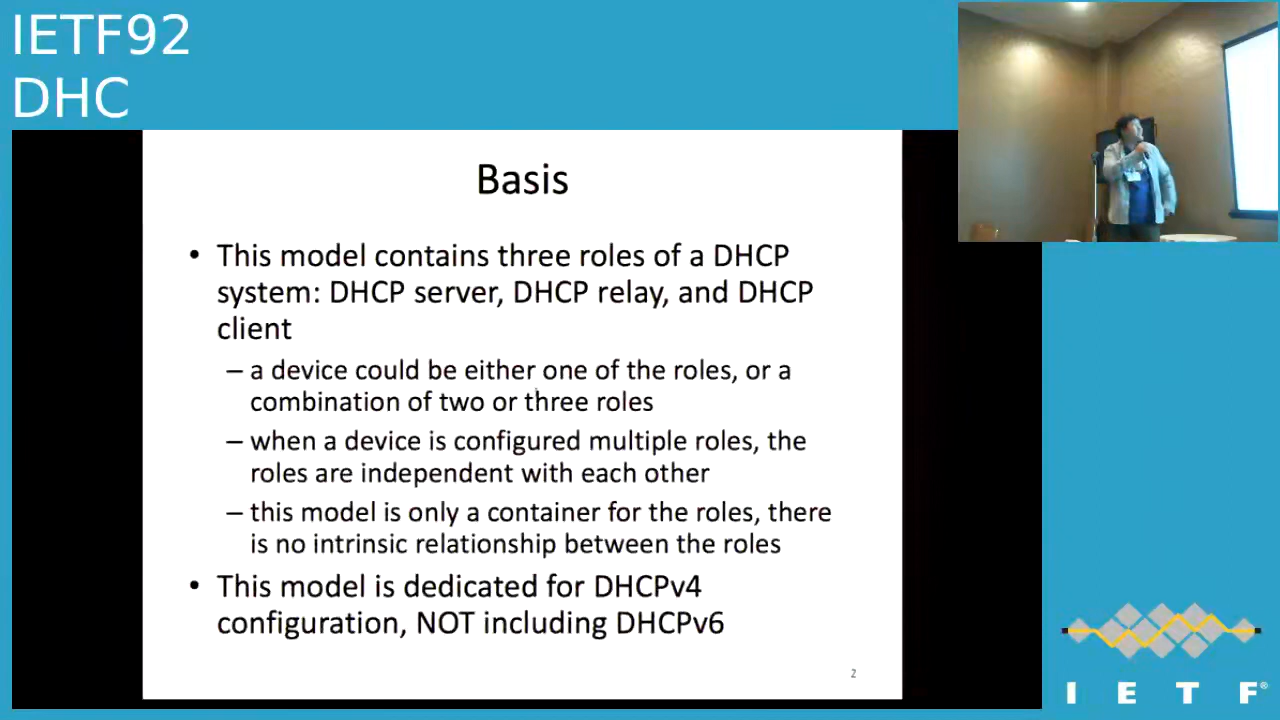 IETF92
DHC
Basis
• This model contains three roles of a DHCP
system: DHCP server, DHCP relay, and DHCP
client
– a device could be either one of the roles, or a
combination of two or three roles
– when a device is configured multiple roles, the
roles are independent with each other
– this model is only a container for the roles, there
is no intrinsic relationship between the roles
• This model is dedicated for DHCPv4
configuration, NOT including DHCPv6
2
I E T F®